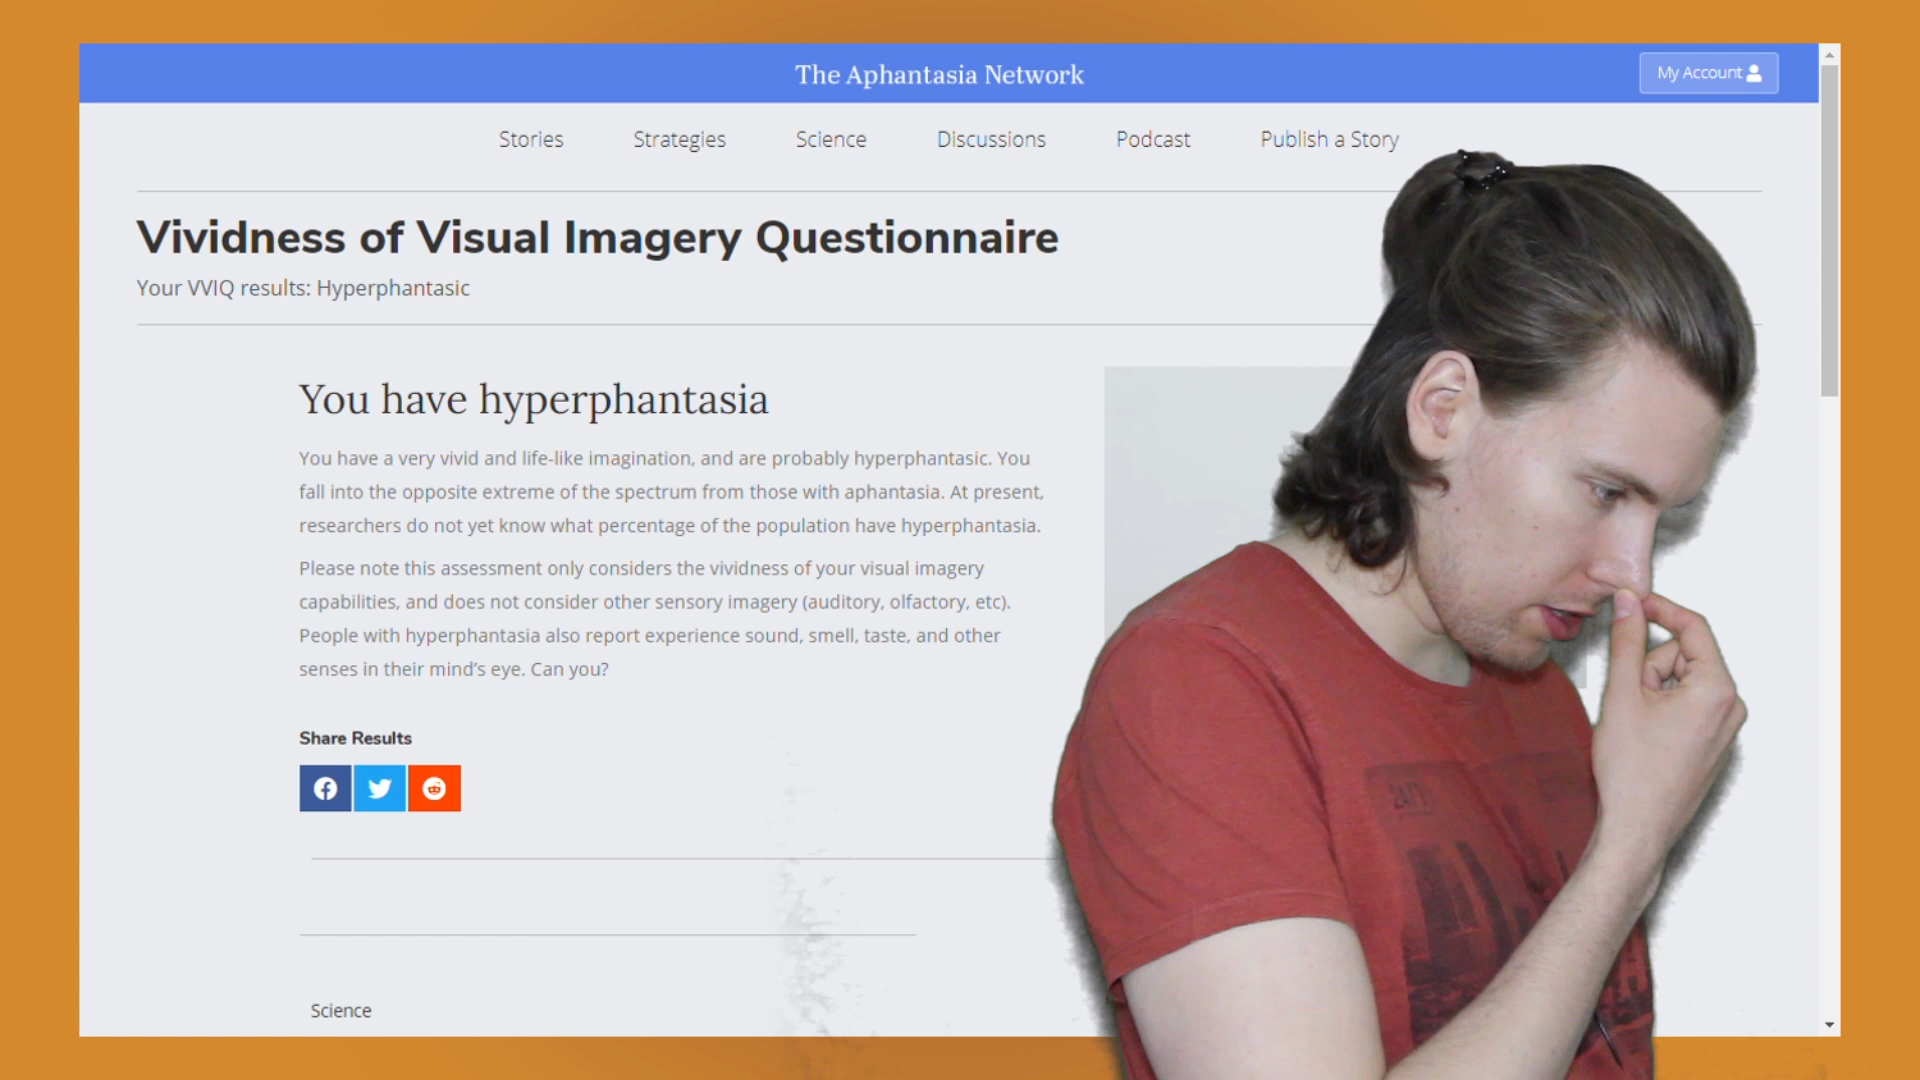 The Aphantasia Network
My Account
Stories Strategies Science Discussions Podcast Publish a Story
Vividness of Visual Imagery Questionnaire
Your VVIQ results: Hyperphantasic
You have hyperphantasia
You have a very vivid and life-like imagination, and are probably hyperphantasic. You
fall into the opposite extreme of the spectrum from those with aphantasia. At present,
researchers do not yet know what percentage of the population have hyperphantasia.
Please note this assessment only considers the vividness of your visual imagery
capabilities, and does not consider other sensory imagery (auditory, olfactory, etc).
People with hyperphantasia also report experience sound, smell, taste, and other
senses in their mind's eye. Can you?
Share Results
Science